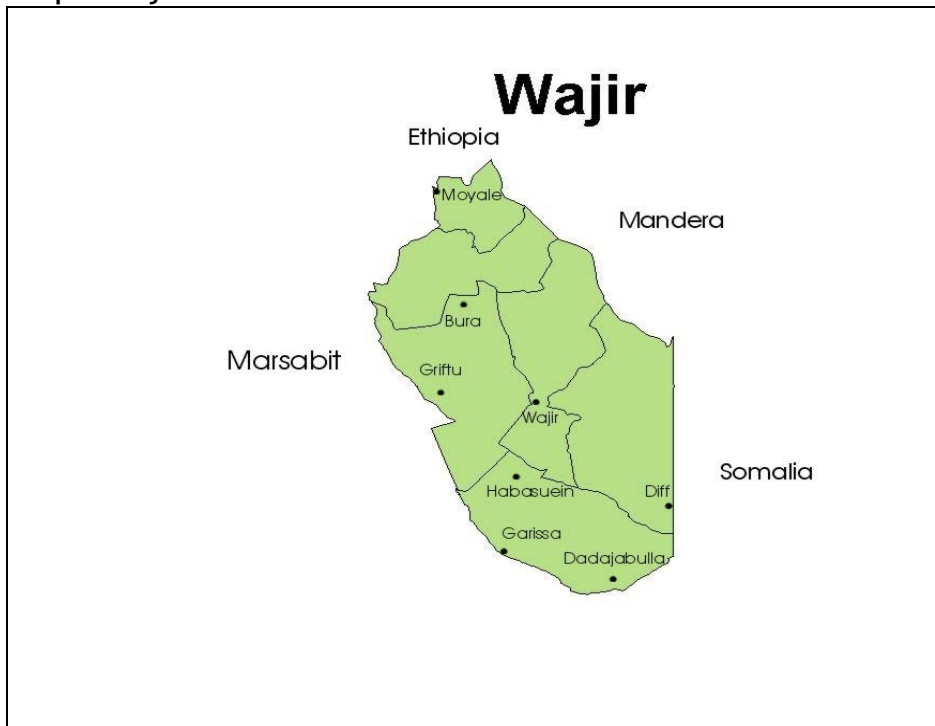 Wajir
Ethiopia
Moyale
Mandera
Bura
Marsabit
Griftu
Wajir
Somalia
Habasuein
Diff
Garissa
Dadajabulla